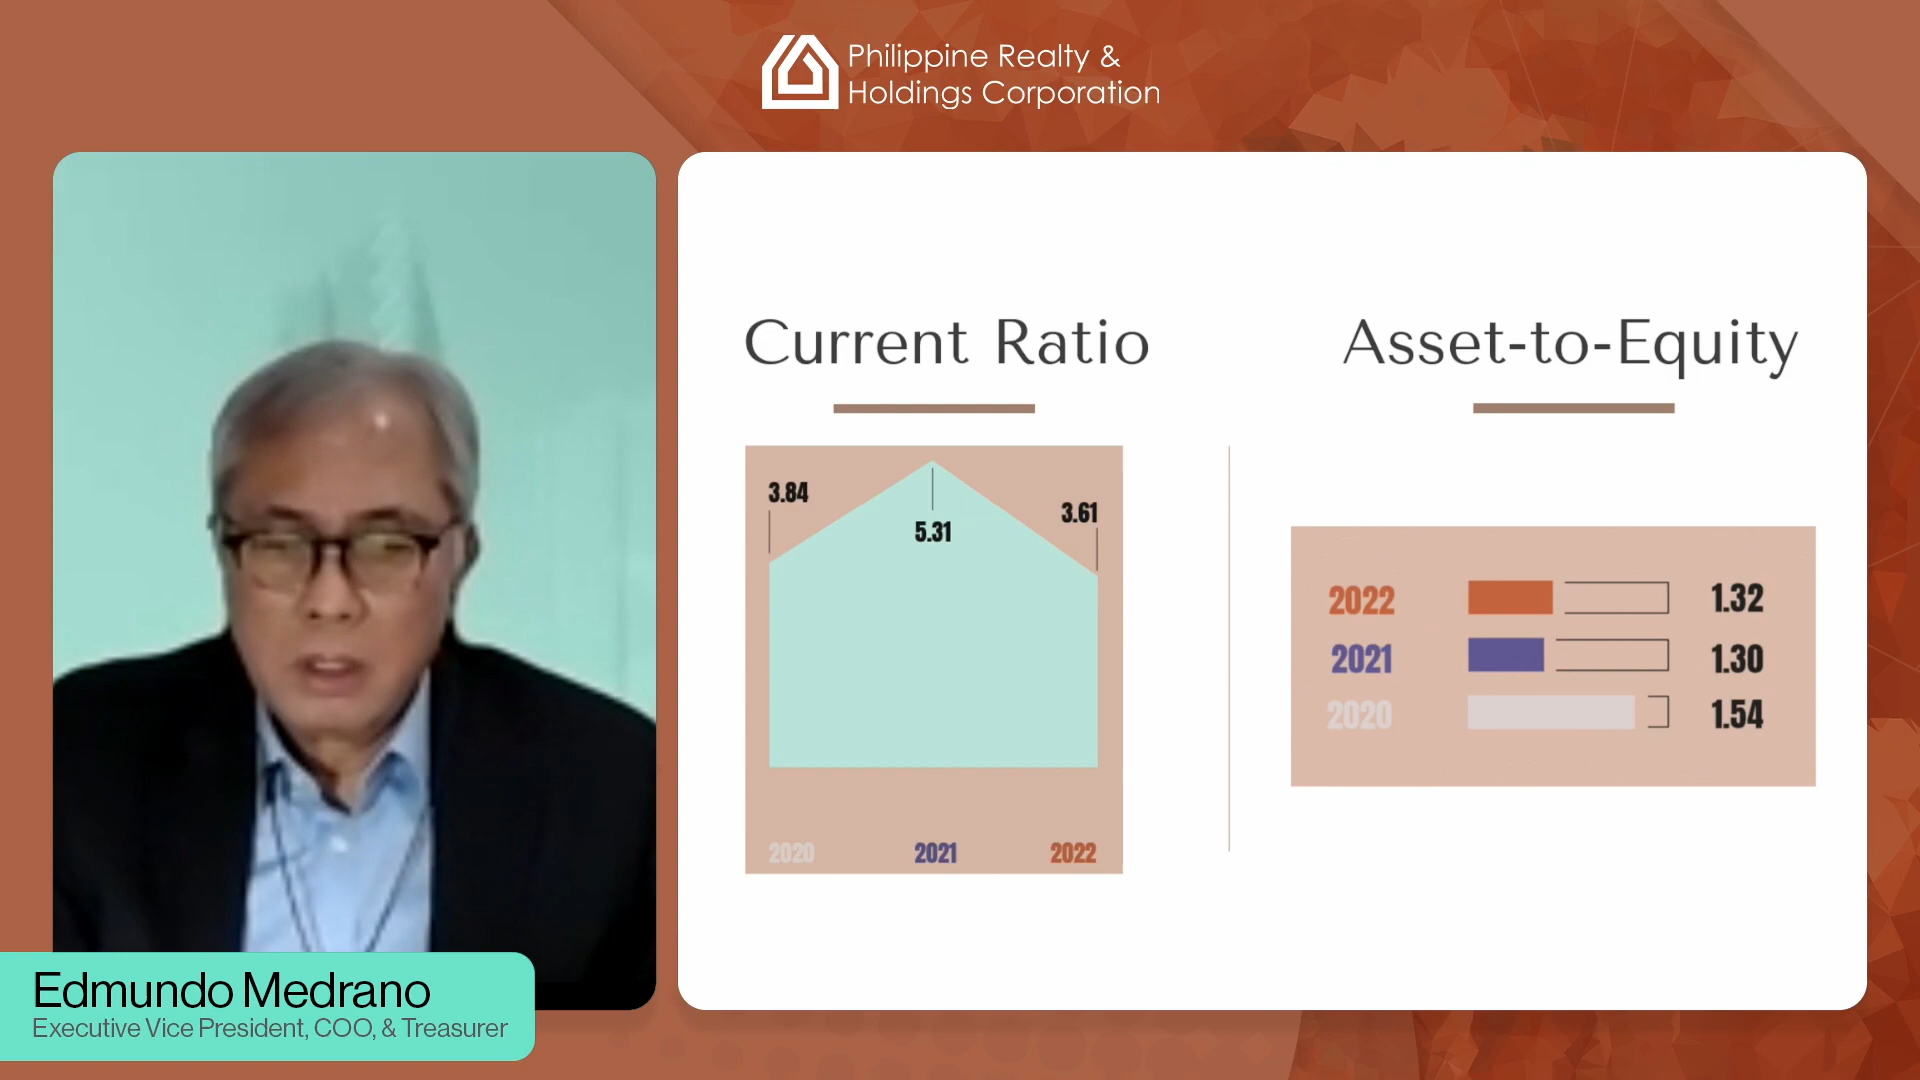 Philippine Realty &
Holdings Corporation
Current Ratio
3.84
5.31
3.61
2020 2021 2022
Asset-to-Equity
2022 1.32
2021 1.30
2020 1.54
Edmundo Medrano
Executive Vice President, COO, & Treasurer